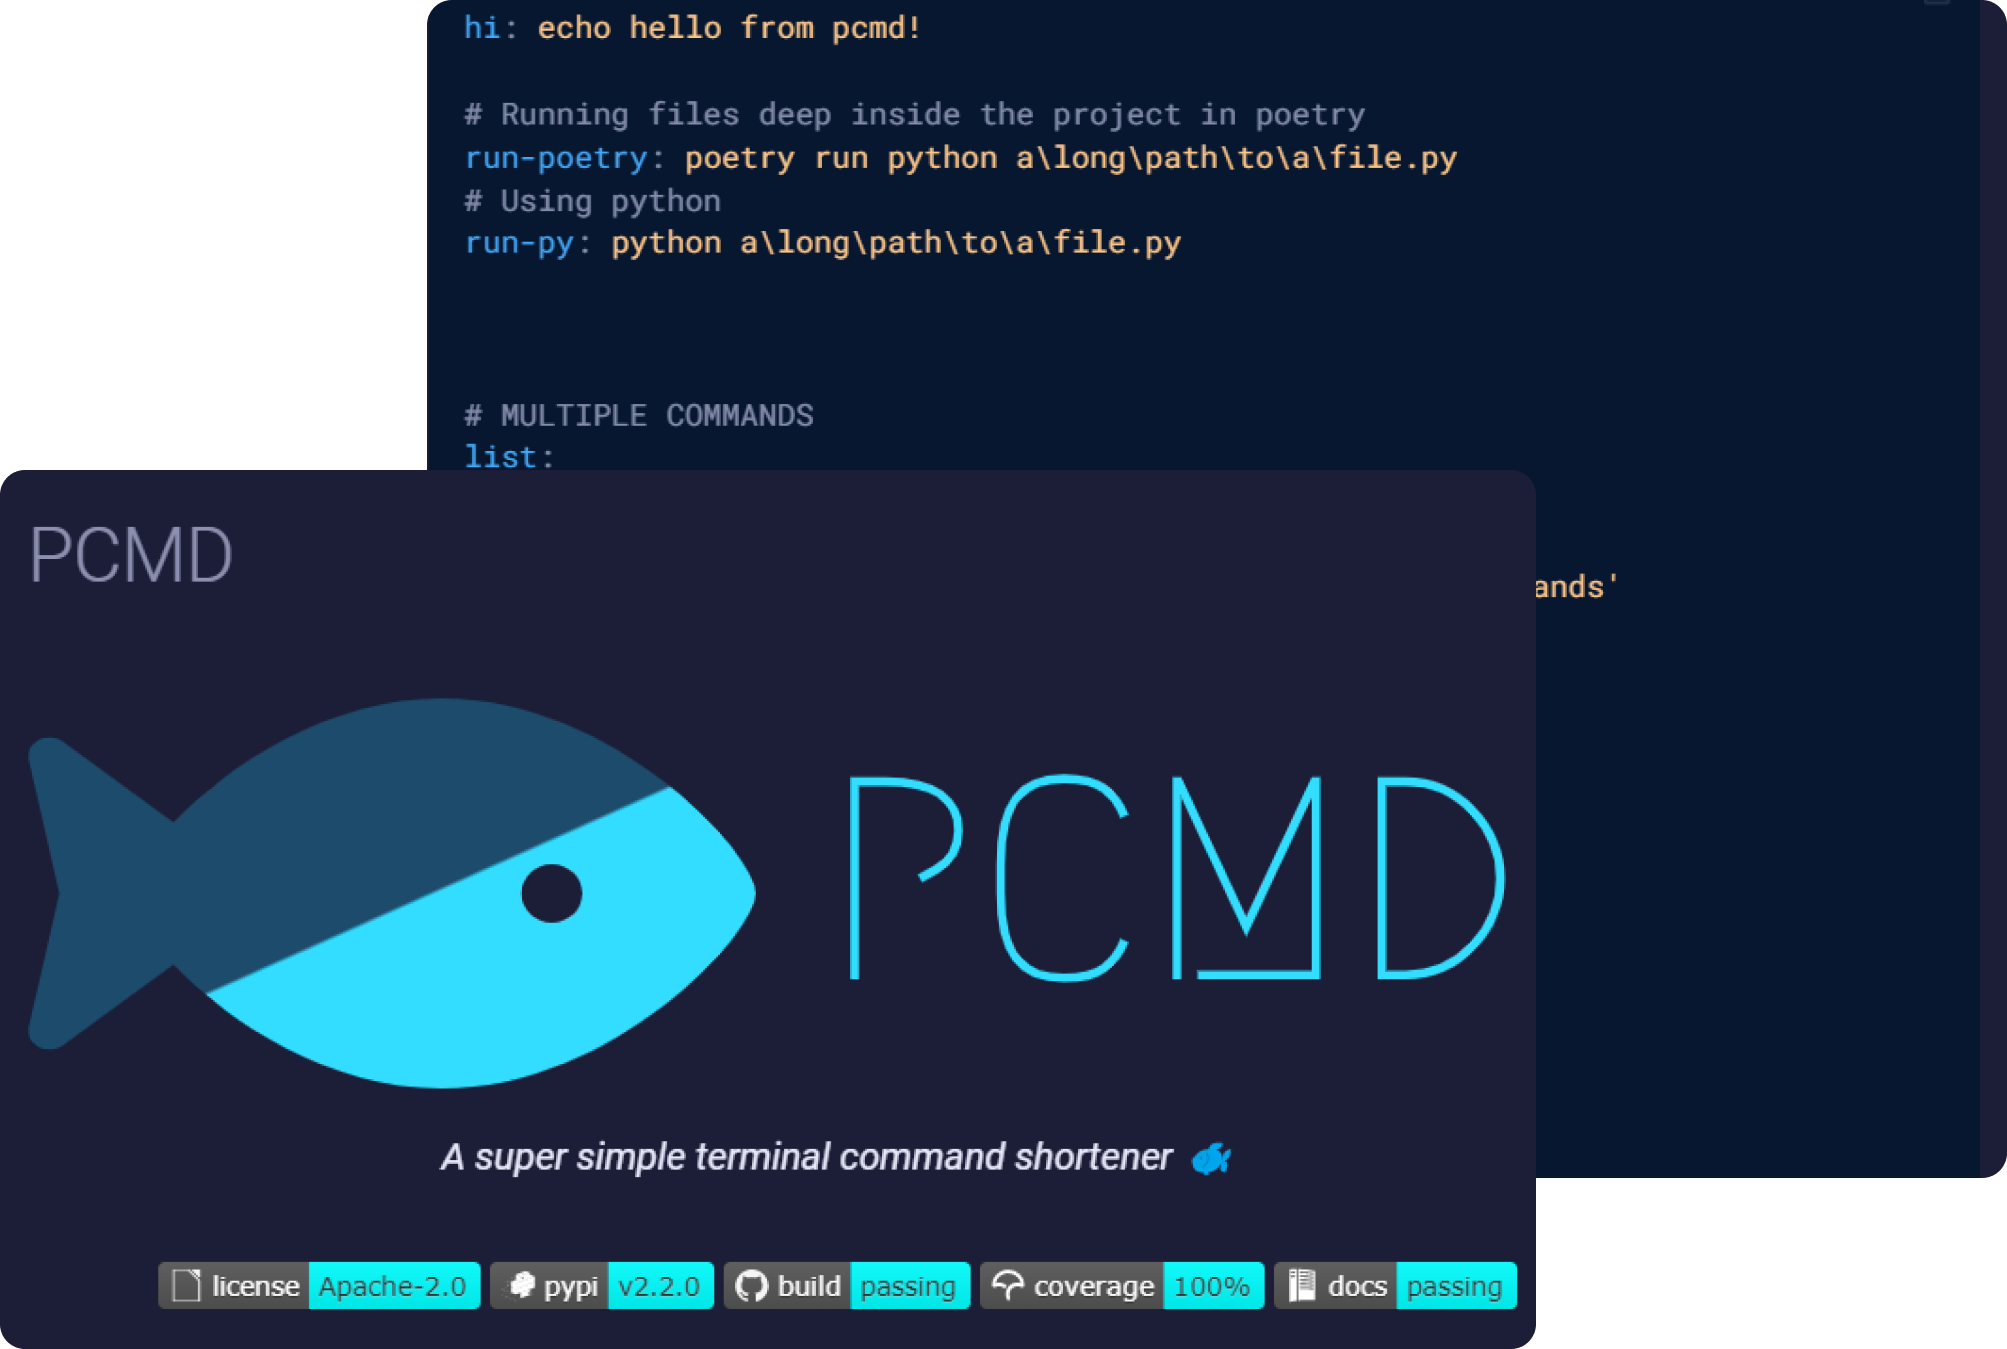 hi: echo hello from pcmd!
# Running files deep inside the project in poetry
run-poetry: poetry run python a\long\path\to\a\file.py
# Using python
run-py: python a\long\path\to\a\file.py
# MULTIPLE COMMANDS
list:
ands'
PCMD
PCMD
A super simple terminal command shortener
license Apache-2.0 pypi v2.2.0 build passing coverage 100% docs passing